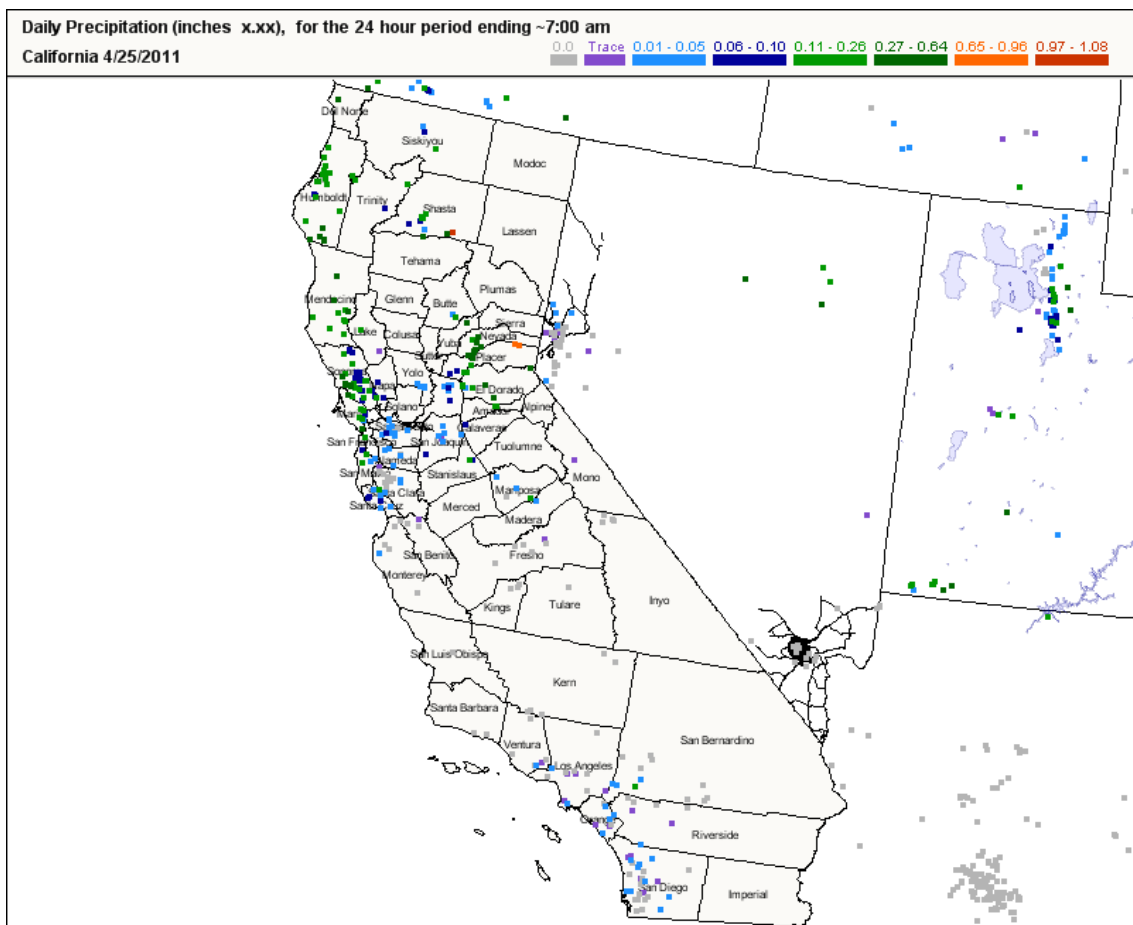 Daily Precipitation (inches x.xx), for the 24 hour period ending ~7:00 am
California 4/25/2011
0.0 Trace 0.01 - 0.05 0.06 - 0.10 0.11 - 0.26 0.27 - 0.64 0.65 - 0.96 0.97 - 1.08
Del Norte
Siskiyou
Modoc
Humboldt
Trinity
Shasta
Lassen
Tehama
Plumas
Mendocino
Glenn
Butte
Sierra
Lake
Colusa
Yuba
Nevada
Placer
Yolo
El Dorado
Solano
Amador
Alpine
Calaveras
San Francisco
San Joaquin
Tuolumne
Alameda
Stanislaus
Mono
San Mateo
Mariposa
Santa Clara
Merced
Santa Cruz
Madera
San Benito
Fresno
Monterey
Kings
Tulare
Inyo
San Luis Obispo
Kern
Santa Barbara
San Bernardino
Ventura
Los Angeles
Orange
Riverside
San Diego
Imperial